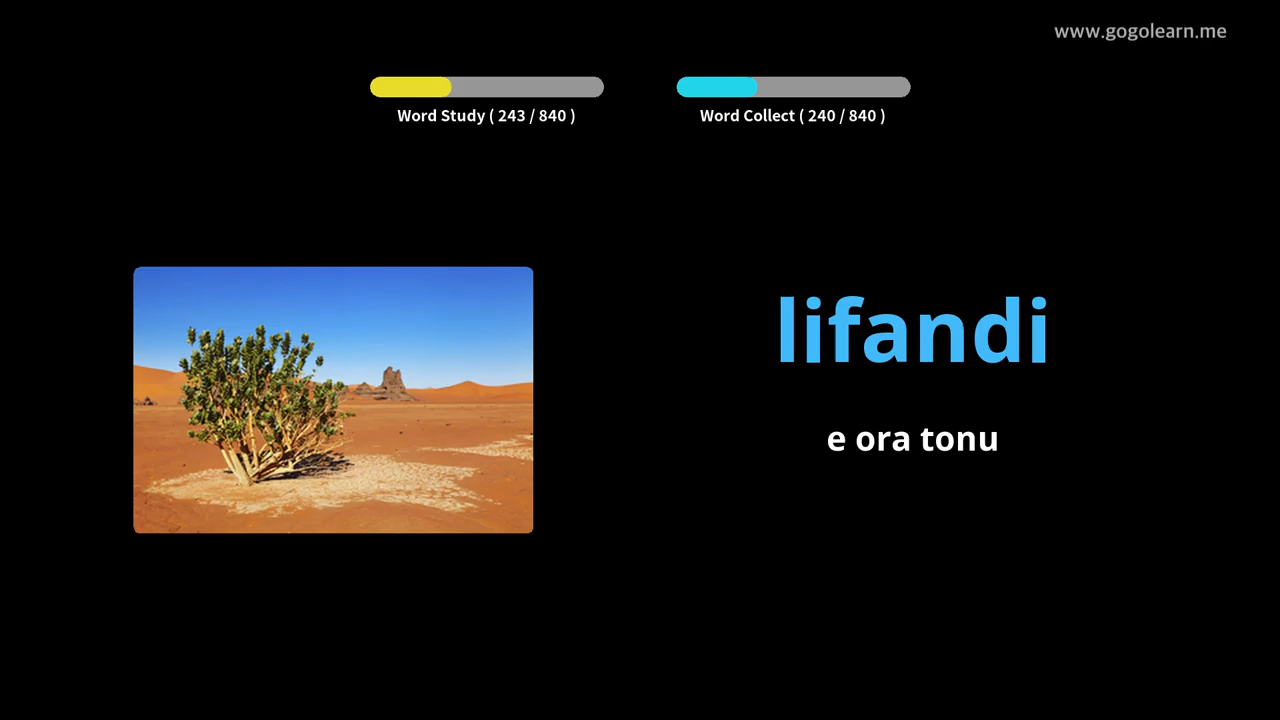 www.gogolearn.me
Word Study ( 243 / 840 )
Word Collect ( 240 / 840 )
lifandi
e ora tonu